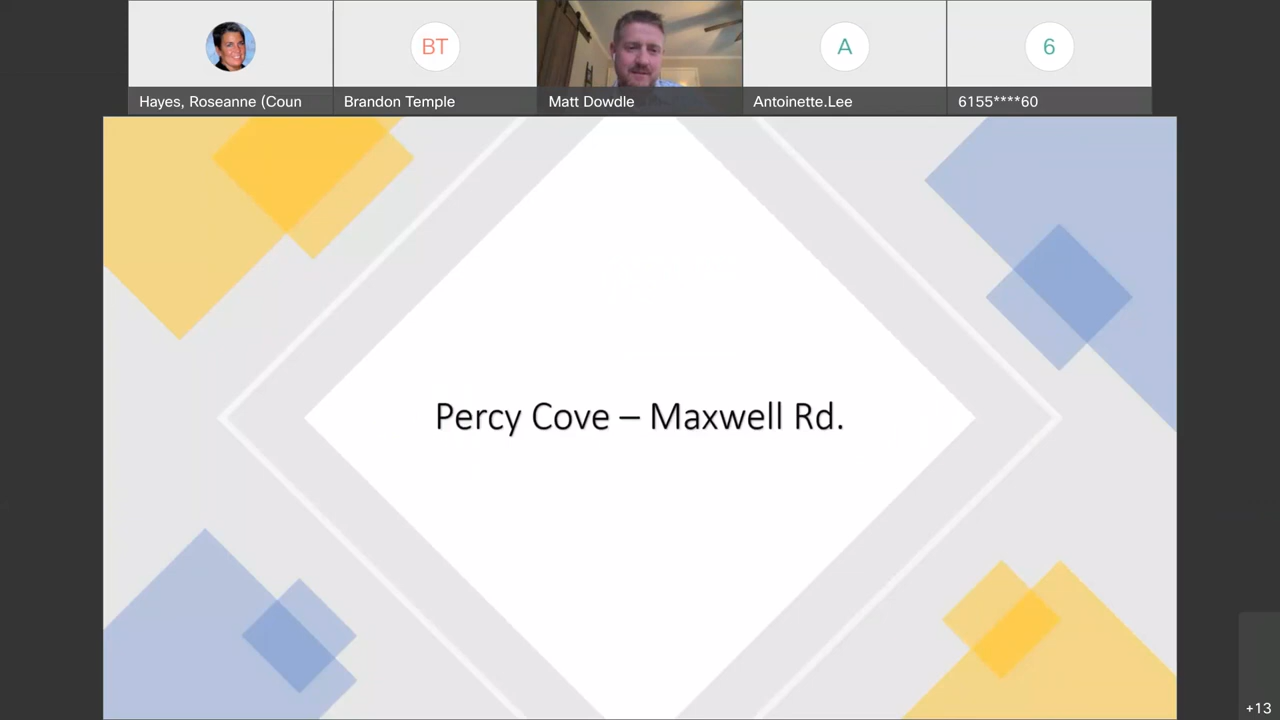 BT
A
6
Hayes, Roseanne (Coun
Brandon Temple
Matt Dowdle
Antoinette.Lee
6155****60
Percy Cove – Maxwell Rd.
+13